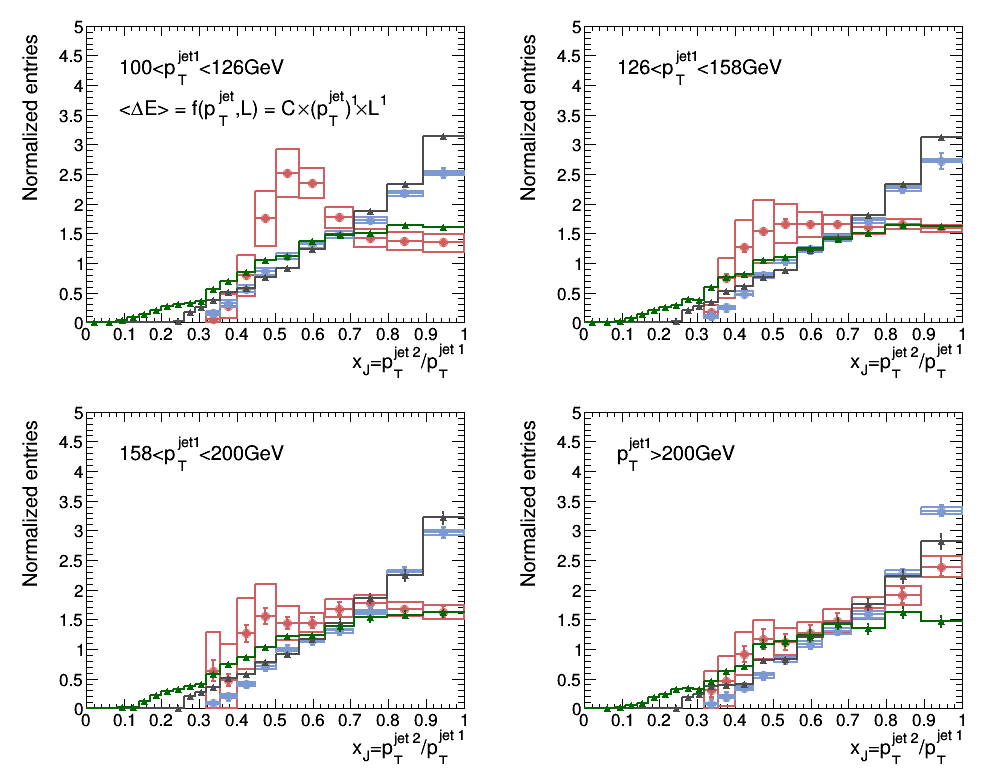 Normalized entries
5
4.5
4
3.5
3
2.5
2
1.5
1
0.5
0
100<p_T^jet1<126GeV
<ΔE> = f(p_T^jet,L) = C×(p_T^jet)^1×L^1
0 0.1 0.2 0.3 0.4 0.5 0.6 0.7 0.8 0.9 1
x_J=p_T^jet 2/p_T^jet 1
Normalized entries
5
4.5
4
3.5
3
2.5
2
1.5
1
0.5
0
126<p_T^jet1<158GeV
0 0.1 0.2 0.3 0.4 0.5 0.6 0.7 0.8 0.9 1
x_J=p_T^jet 2/p_T^jet 1
Normalized entries
5
4.5
4
3.5
3
2.5
2
1.5
1
0.5
0
158<p_T^jet1<200GeV
0 0.1 0.2 0.3 0.4 0.5 0.6 0.7 0.8 0.9 1
x_J=p_T^jet 2/p_T^jet 1
Normalized entries
5
4.5
4
3.5
3
2.5
2
1.5
1
0.5
0
p_T^jet1>200GeV
0 0.1 0.2 0.3 0.4 0.5 0.6 0.7 0.8 0.9 1
x_J=p_T^jet 2/p_T^jet 1